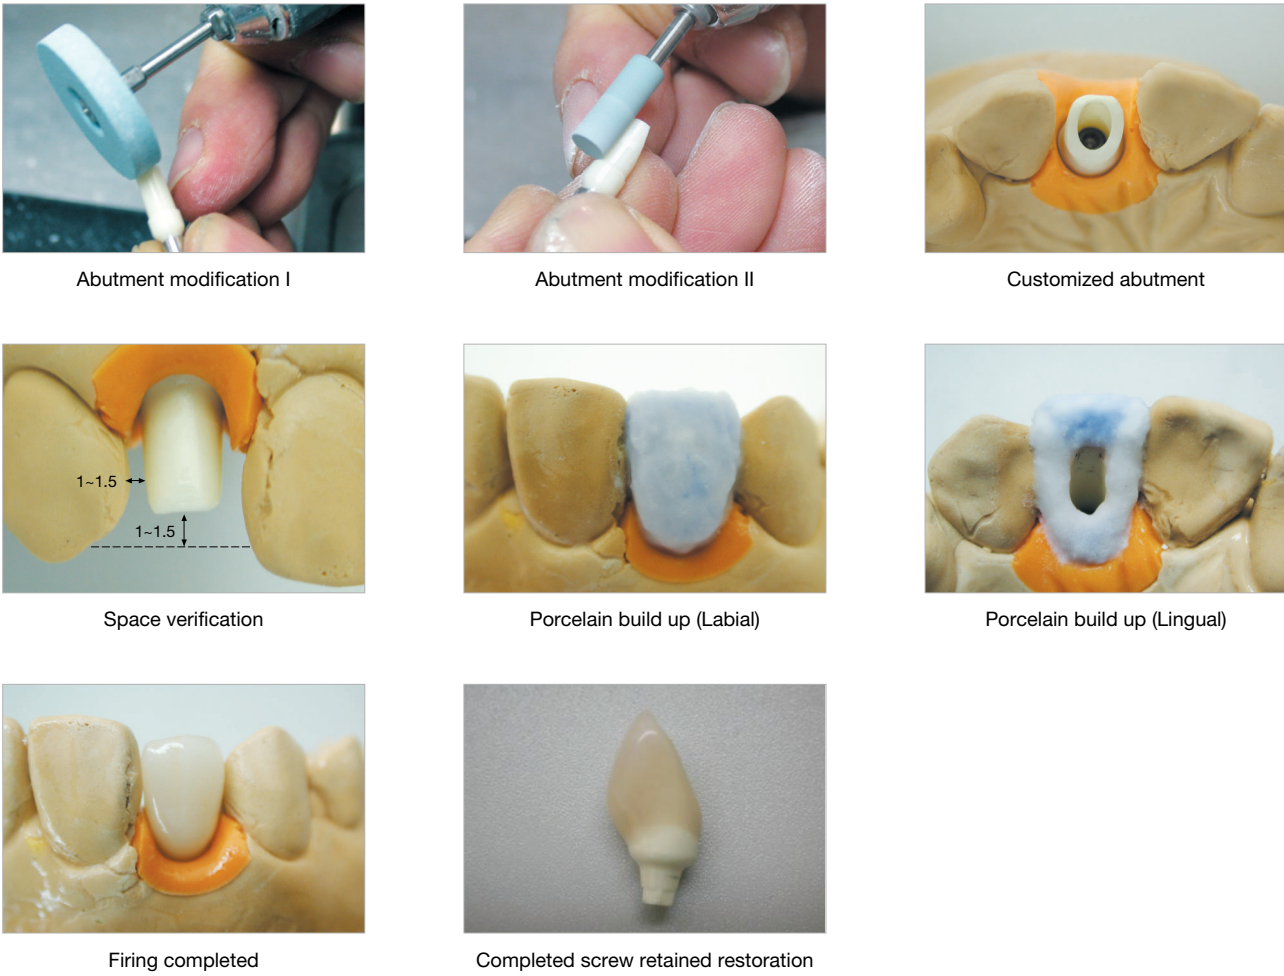 Abutment modification I
Abutment modification II
Customized abutment
1~1.5
1~1.5
Space verification
Porcelain build up (Labial)
Porcelain build up (Lingual)
Firing completed
Completed screw retained restoration